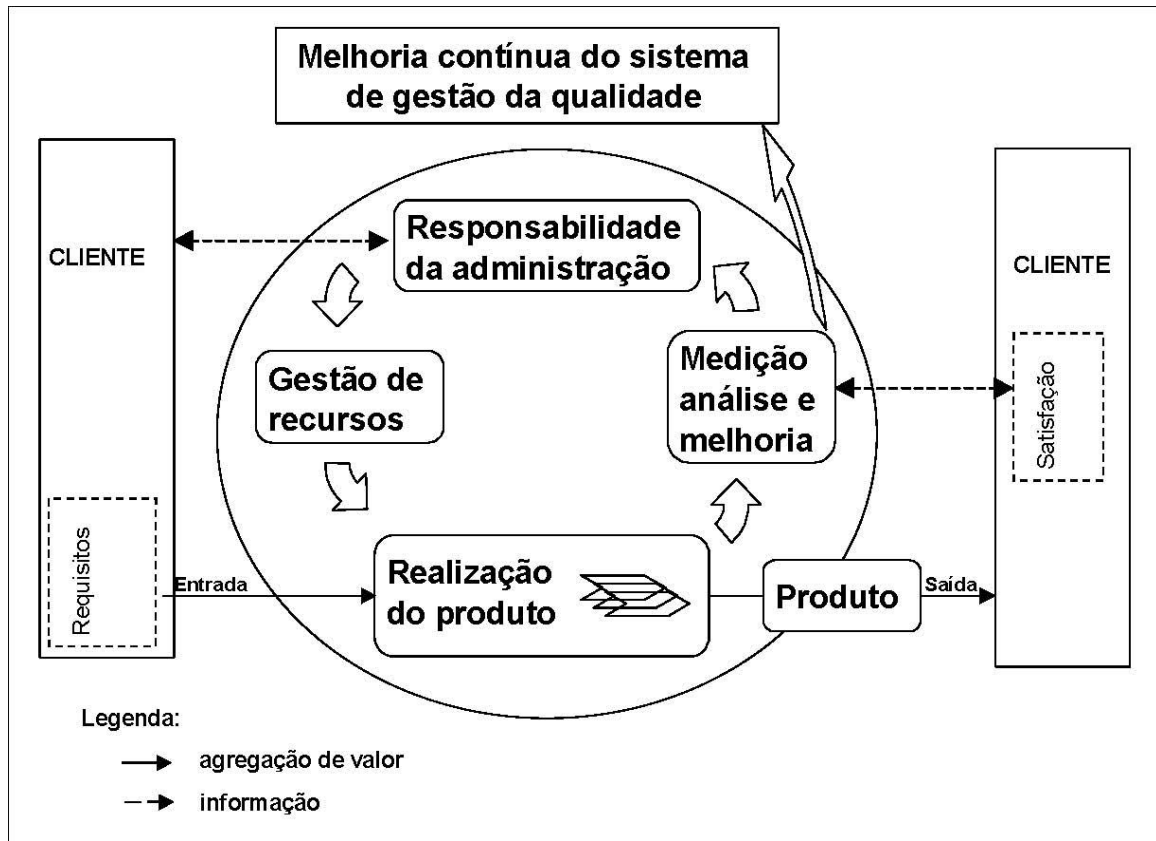 Melhoria contínua do sistema
de gestão da qualidade
CLIENTE
Responsabilidade
da administração
CLIENTE
Gestão de
recursos
Medição
análise e
melhoria
Satisfação
Requisitos
Entrada
Realização
do produto
Produto
Saída
Legenda:
agregação de valor
informação